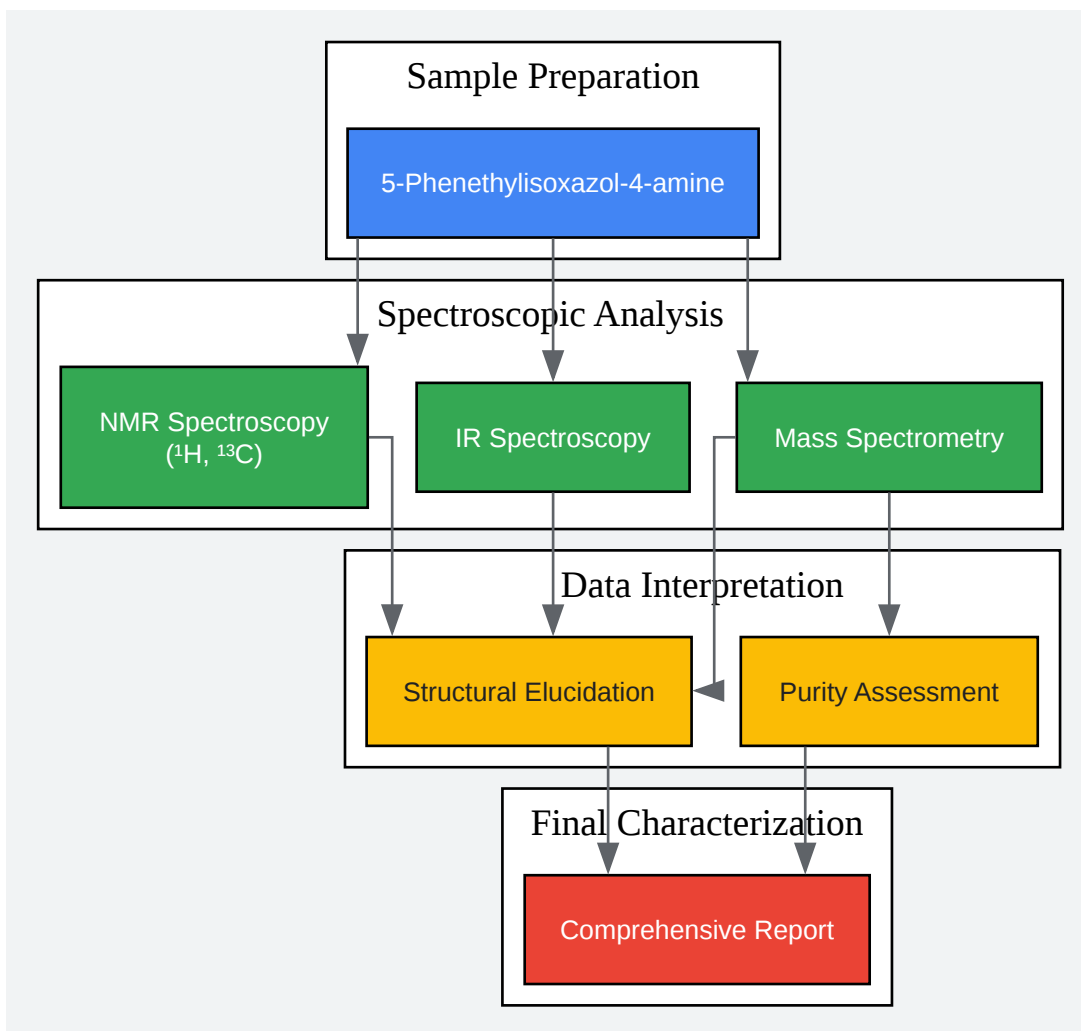 Sample Preparation
5-Phenethylisoxazol-4-amine
Spectroscopic Analysis
NMR Spectroscopy
(¹H, ¹³C)
IR Spectroscopy
Mass Spectrometry
Data Interpretation
Structural Elucidation
Purity Assessment
Final Characterization
Comprehensive Report